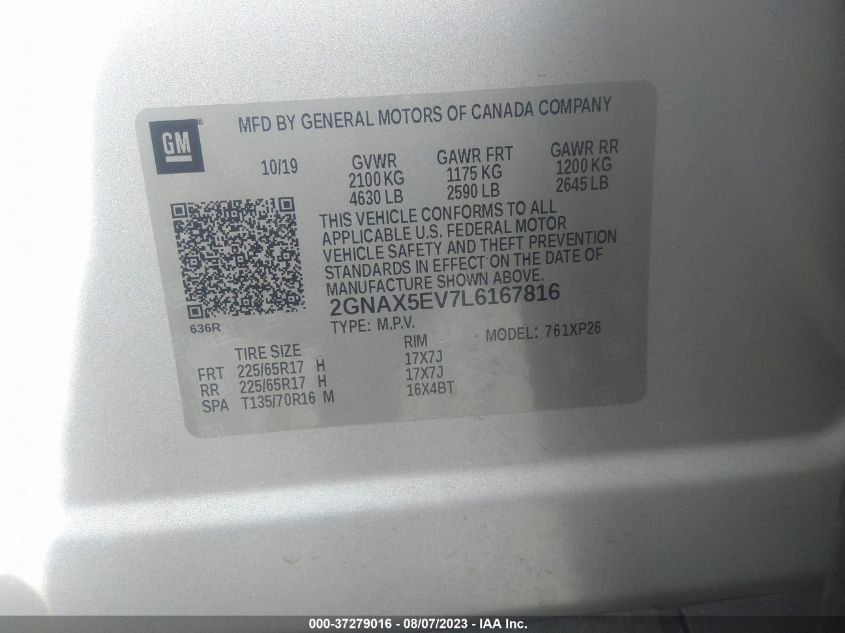 GM
MFD BY GENERAL MOTORS OF CANADA COMPANY
10/19 GVWR GAWR FRT GAWR RR
2100 KG 1175 KG 1200 KG
4630 LB 2590 LB 2645 LB
THIS VEHICLE CONFORMS TO ALL
APPLICABLE U.S. FEDERAL MOTOR
VEHICLE SAFETY AND THEFT PREVENTION
STANDARDS IN EFFECT ON THE DATE OF
MANUFACTURE SHOWN ABOVE.
2GNAX5EV7L6167816
636R
TYPE: M.P.V. MODEL: 761XP26
TIRE SIZE RIM
FRT 225/65R17 H 17X7J
RR 225/65R17 H 17X7J
SPA T135/70R16 M 16X4BT
000-37279016 - 08/07/2023 - IAA Inc.